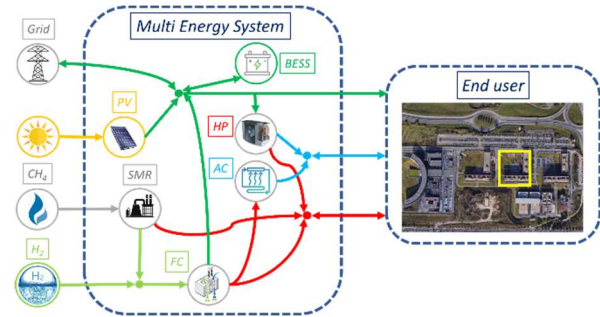 Multi Energy System
Grid
BESS
End user
PV
HP
CH4
SMR
AC
H2
FC
H2